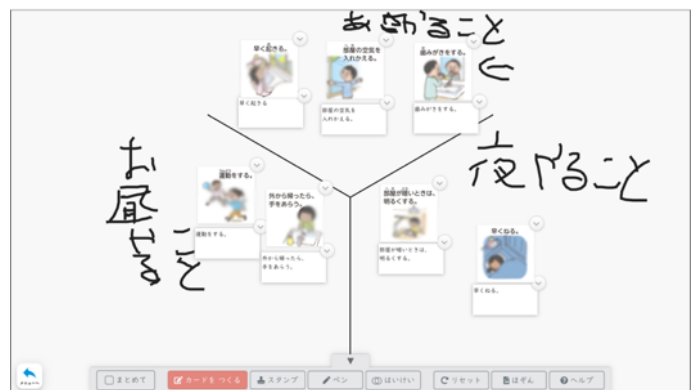 早く起きる。
早く起きる
部屋の空気を
入れかえる。
部屋の空気を
入れかえる。
歯みがきをする。
歯みがきをする。
ること
お昼やること
運動をする。
運動をする。
外から帰ったら、
手をあらう。
外から帰ったら、
手をあらう。
夜やること
部屋が暗いときは、
明るくする。
部屋が暗いときは、
明るくする。
早くねる。
早くねる。
メニューへ
まとめて
カードを つくる
スタンプ
ペン
はいけい
リセット
ほぞん
ヘルプ